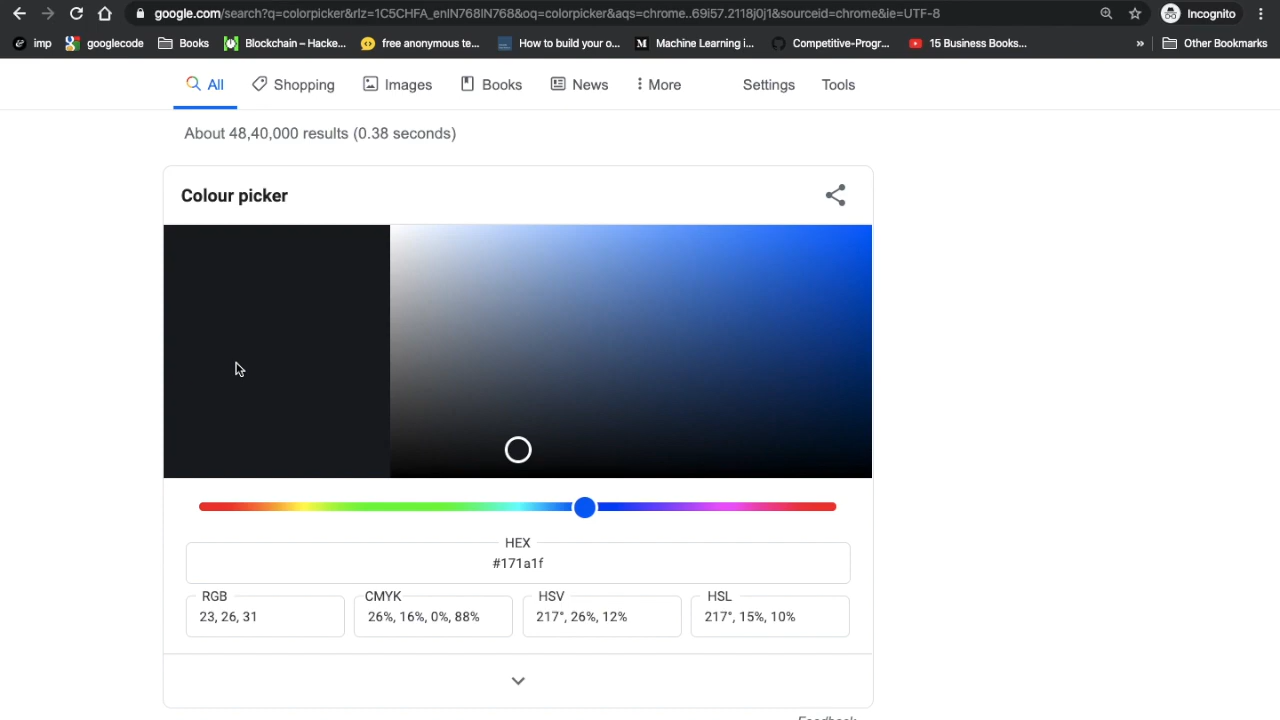 google.com/search?q=colorpicker&rlz=1C5CHFA_enIN768IN768&oq=colorpicker&aqs=chrome..69i57.2118j0j1&sourceid=chrome&ie=UTF-8
Incognito
imp
googlecode
Books
Blockchain – Hacke...
free anonymous te...
How to build your o...
Machine Learning i...
Competitive-Progr...
15 Business Books...
»
Other Bookmarks
All
Shopping
Images
Books
News
More
Settings
Tools
About 48,40,000 results (0.38 seconds)
Colour picker
HEX
#171a1f
RGB
23, 26, 31
CMYK
26%, 16%, 0%, 88%
HSV
217°, 26%, 12%
HSL
217°, 15%, 10%
Feedback